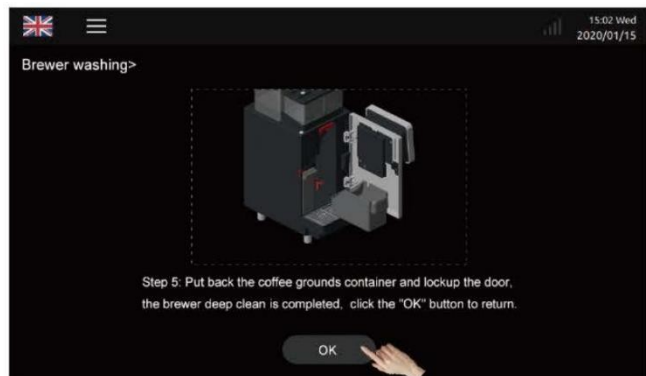 15:02 Wed
2020/01/15
Brewer washing>
Step 5: Put back the coffee grounds container and lockup the door,
the brewer deep clean is completed, click the "OK" button to return.
OK